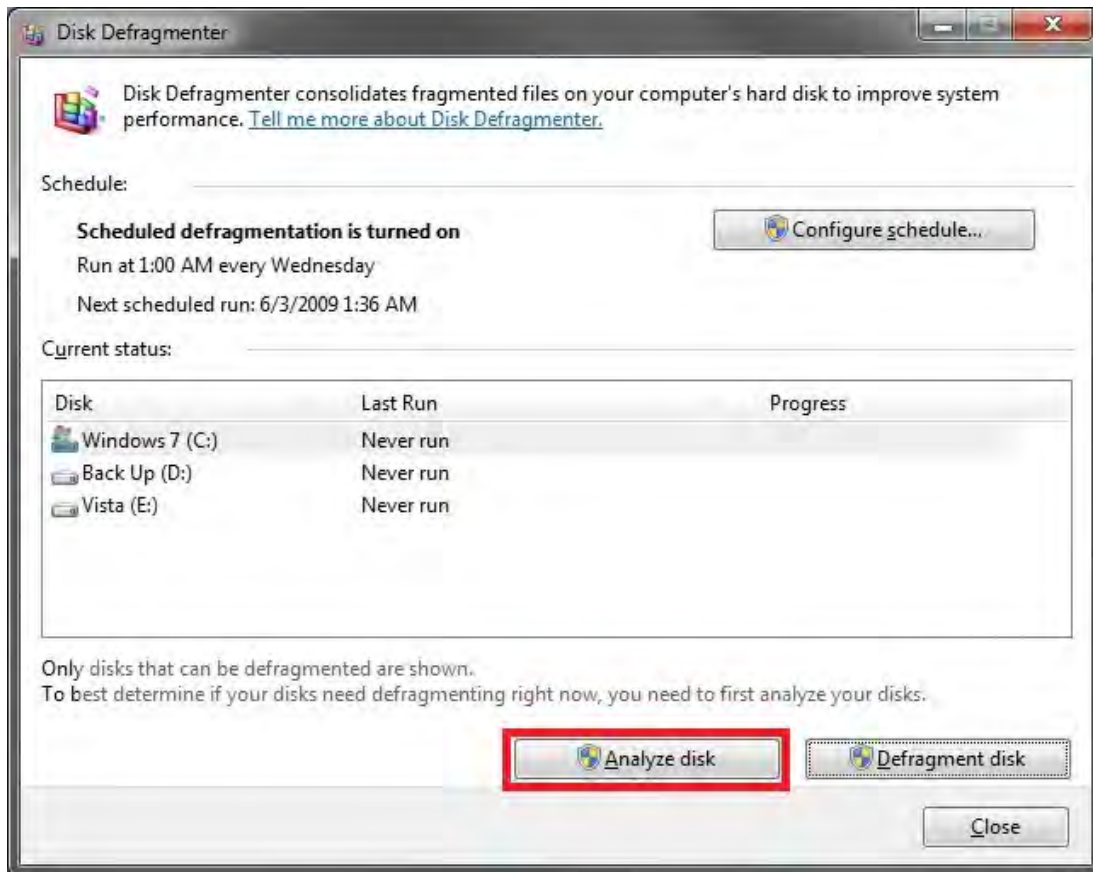 Disk Defragmenter
Disk Defragmenter consolidates fragmented files on your computer's hard disk to improve system
performance. Tell me more about Disk Defragmenter.
Schedule:
Scheduled defragmentation is turned on
Configure schedule...
Run at 1:00 AM every Wednesday
Next scheduled run: 6/3/2009 1:36 AM
Current status:
Disk Last Run Progress
Windows 7 (C:) Never run
Back Up (D:) Never run
Vista (E:) Never run
Only disks that can be defragmented are shown.
To best determine if your disks need defragmenting right now, you need to first analyze your disks.
Analyze disk Defragment disk
Close